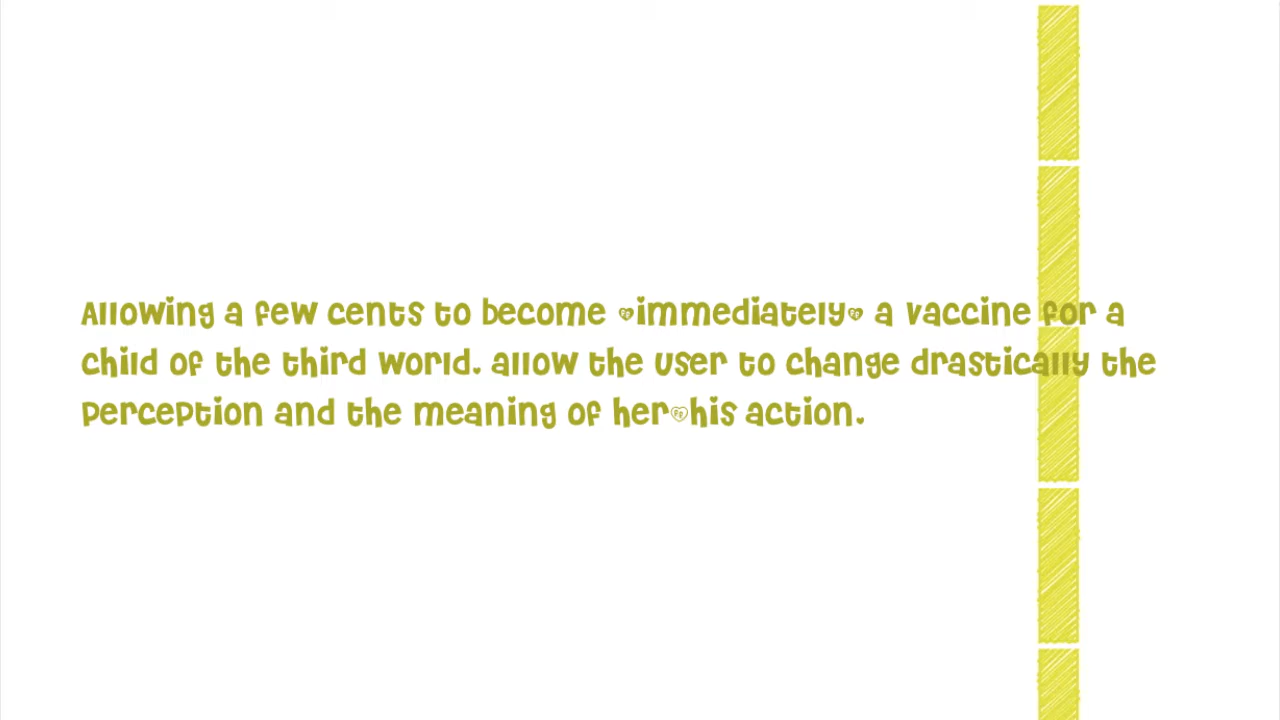 Allowing a few cents to become immediately a vaccine for a
child of the third world. allow the user to change drastically the
perception and the meaning of her his action.